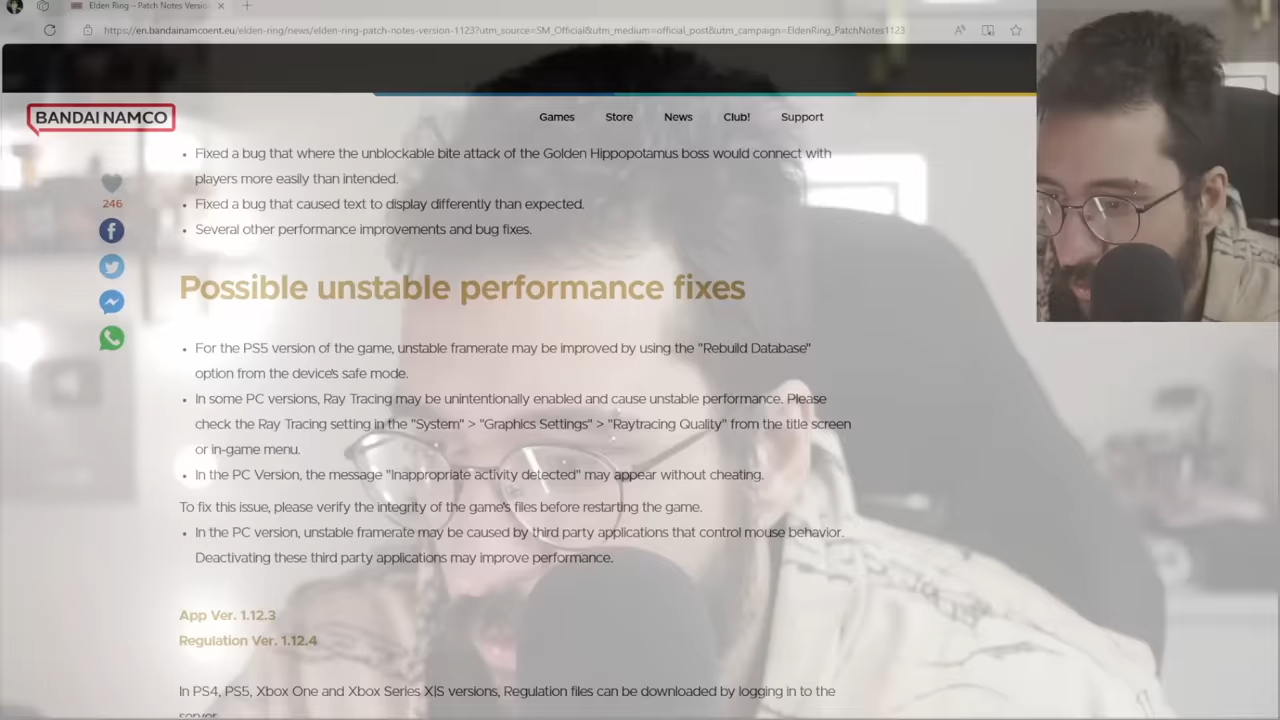 Elden Ring – Patch Notes Versio
https://en.bandainamcoent.eu/elden-ring/news/elden-ring-patch-notes-version-1123?utm_source=SM_Official&utm_medium=official_post&utm_campaign=EldenRing_PatchNotes1123
BANDAI NAMCO
Games Store News Club! Support
• Fixed a bug that where the unblockable bite attack of the Golden Hippopotamus boss would connect with
players more easily than intended.
246
• Fixed a bug that caused text to display differently than expected.
• Several other performance improvements and bug fixes.
Possible unstable performance fixes
• For the PS5 version of the game, unstable framerate may be improved by using the "Rebuild Database"
option from the device's safe mode.
• In some PC versions, Ray Tracing may be unintentionally enabled and cause unstable performance. Please
check the Ray Tracing setting in the "System" > "Graphics Settings" > "Raytracing Quality" from the title screen
or in-game menu.
• In the PC Version, the message "Inappropriate activity detected" may appear without cheating.
To fix this issue, please verify the integrity of the game's files before restarting the game.
• In the PC version, unstable framerate may be caused by third party applications that control mouse behavior.
Deactivating these third party applications may improve performance.
App Ver. 1.12.3
Regulation Ver. 1.12.4
In PS4, PS5, Xbox One and Xbox Series X|S versions, Regulation files can be downloaded by logging in to the
server.